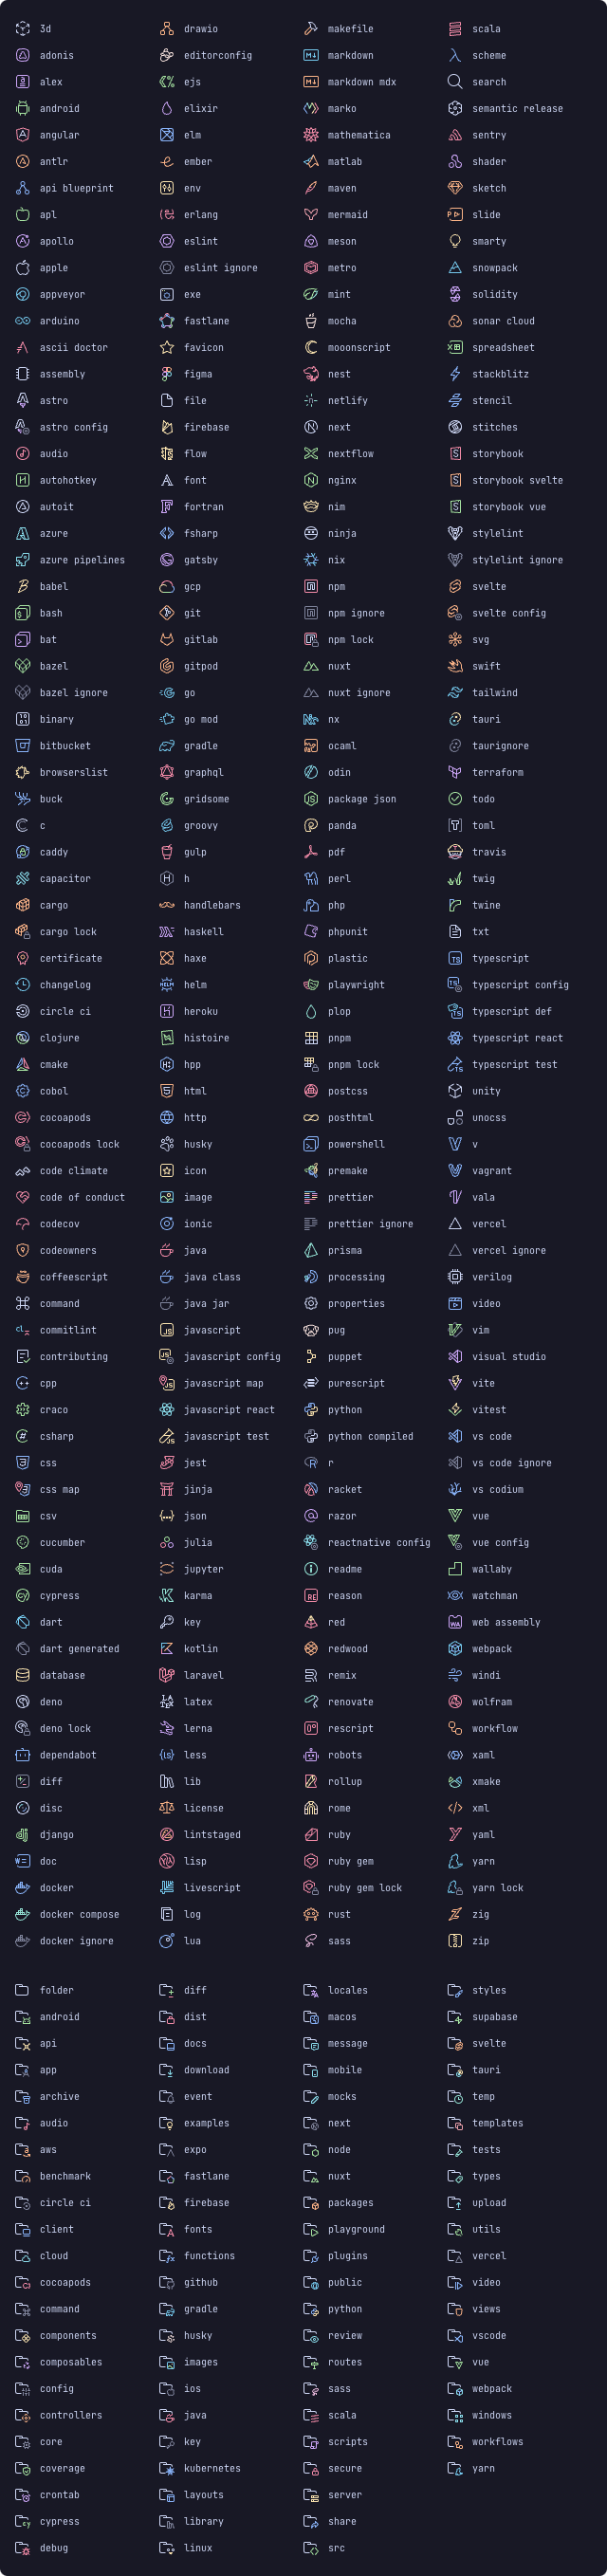 3d
adonis
alex
android
angular
antlr
api blueprint
apl
apollo
apple
appveyor
arduino
ascii doctor
assembly
astro
astro config
audio
autohotkey
autoit
azure
azure pipelines
babel
bash
bat
bazel
bazel ignore
binary
bitbucket
browserslist
buck
c
caddy
capacitor
cargo
cargo lock
certificate
changelog
circle ci
clojure
cmake
cobol
cocoapods
cocoapods lock
code climate
code of conduct
codecov
codeowners
coffeescript
command
commitlint
contributing
cpp
craco
csharp
css
css map
csv
cucumber
cuda
cypress
dart
dart generated
database
deno
deno lock
dependabot
diff
disc
django
doc
docker
docker compose
docker ignore
drawio
editorconfig
ejs
elixir
elm
ember
env
erlang
eslint
eslint ignore
exe
fastlane
favicon
figma
file
firebase
flow
font
fortran
fsharp
gatsby
gcp
git
gitlab
gitpod
go
go mod
gradle
graphql
gridsome
groovy
gulp
h
handlebars
haskell
haxe
helm
heroku
histoire
hpp
html
http
husky
icon
image
ionic
java
java class
java jar
javascript
javascript config
javascript map
javascript react
javascript test
jest
jinja
json
julia
jupyter
karma
key
kotlin
laravel
latex
lerna
less
lib
license
lintstaged
lisp
livescript
log
lua
makefile
markdown
markdown mdx
marko
mathematica
matlab
maven
mermaid
meson
metro
mint
mocha
mooonscript
nest
netlify
next
nextflow
nginx
nim
ninja
nix
npm
npm ignore
npm lock
nuxt
nuxt ignore
nx
ocaml
odin
package json
panda
pdf
perl
php
phpunit
plastic
playwright
plop
pnpm
pnpm lock
postcss
posthtml
powershell
premake
prettier
prettier ignore
prisma
processing
properties
pug
puppet
purescript
python
python compiled
r
racket
razor
reactnative config
readme
reason
red
redwood
remix
renovate
rescript
robots
rollup
rome
ruby
ruby gem
ruby gem lock
rust
sass
scala
scheme
search
semantic release
sentry
shader
sketch
slide
smarty
snowpack
solidity
sonar cloud
spreadsheet
stackblitz
stencil
stitches
storybook
storybook svelte
storybook vue
stylelint
stylelint ignore
svelte
svelte config
svg
swift
tailwind
tauri
taurignore
terraform
todo
toml
travis
twig
twine
txt
typescript
typescript config
typescript def
typescript react
typescript test
unity
unocss
v
vagrant
vala
vercel
vercel ignore
verilog
video
vim
visual studio
vite
vitest
vs code
vs code ignore
vs codium
vue
vue config
wallaby
watchman
web assembly
webpack
windi
wolfram
workflow
xaml
xmake
xml
yaml
yarn
yarn lock
zig
zip
folder
android
api
app
archive
audio
aws
benchmark
circle ci
client
cloud
cocoapods
command
components
composables
config
controllers
core
coverage
crontab
cypress
debug
diff
dist
docs
download
event
examples
expo
fastlane
firebase
fonts
functions
github
gradle
husky
images
ios
java
key
kubernetes
layouts
library
linux
locales
macos
message
mobile
mocks
next
node
nuxt
packages
playground
plugins
public
python
review
routes
sass
scala
scripts
secure
server
share
src
styles
supabase
svelte
tauri
temp
templates
tests
types
upload
utils
vercel
video
views
vscode
vue
webpack
windows
workflows
yarn